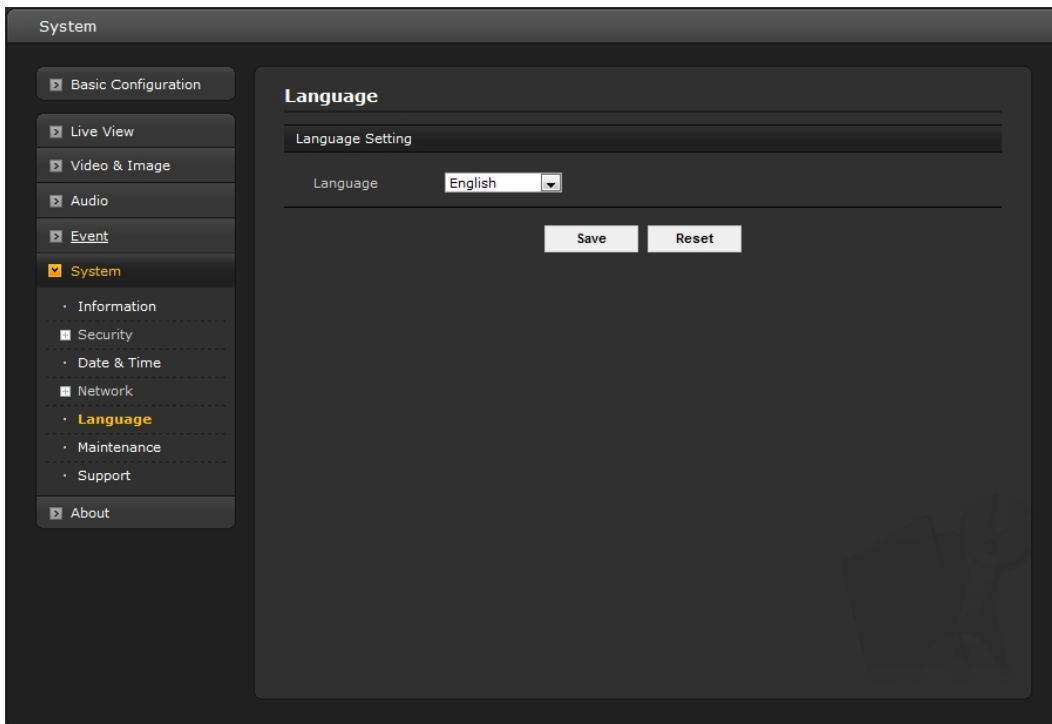 System
Basic Configuration
Live View
Video & Image
Audio
Event
System
Information
Security
Date & Time
Network
Language
Maintenance
Support
About
Language
Language Setting
Language English
Save Reset